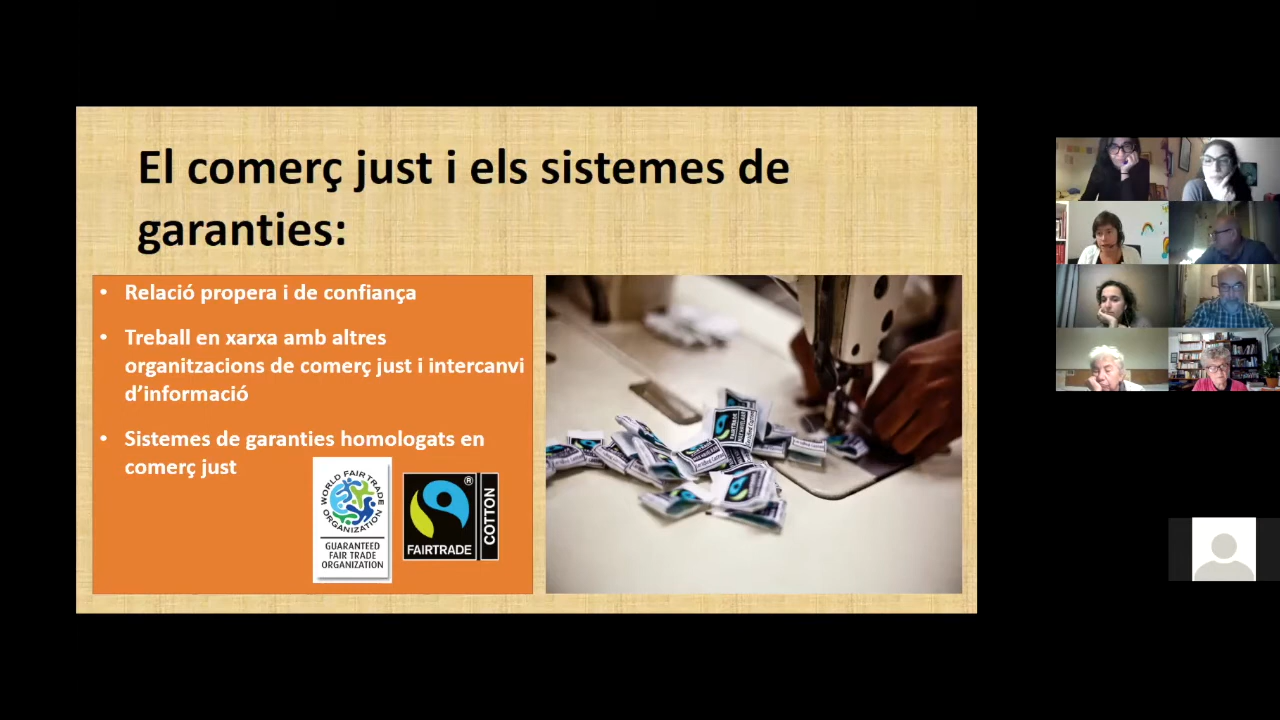 El comerç just i els sistemes de
garanties:
• Relació propera i de confiança
• Treball en xarxa amb altres
organitzacions de comerç just i intercanvi
d’informació
• Sistemes de garanties homologats en
comerç just
WORLD FAIR TRADE
ORGANIZATION
GUARANTEED
FAIR TRADE
ORGANIZATION
®
FAIRTRADE
COTTON